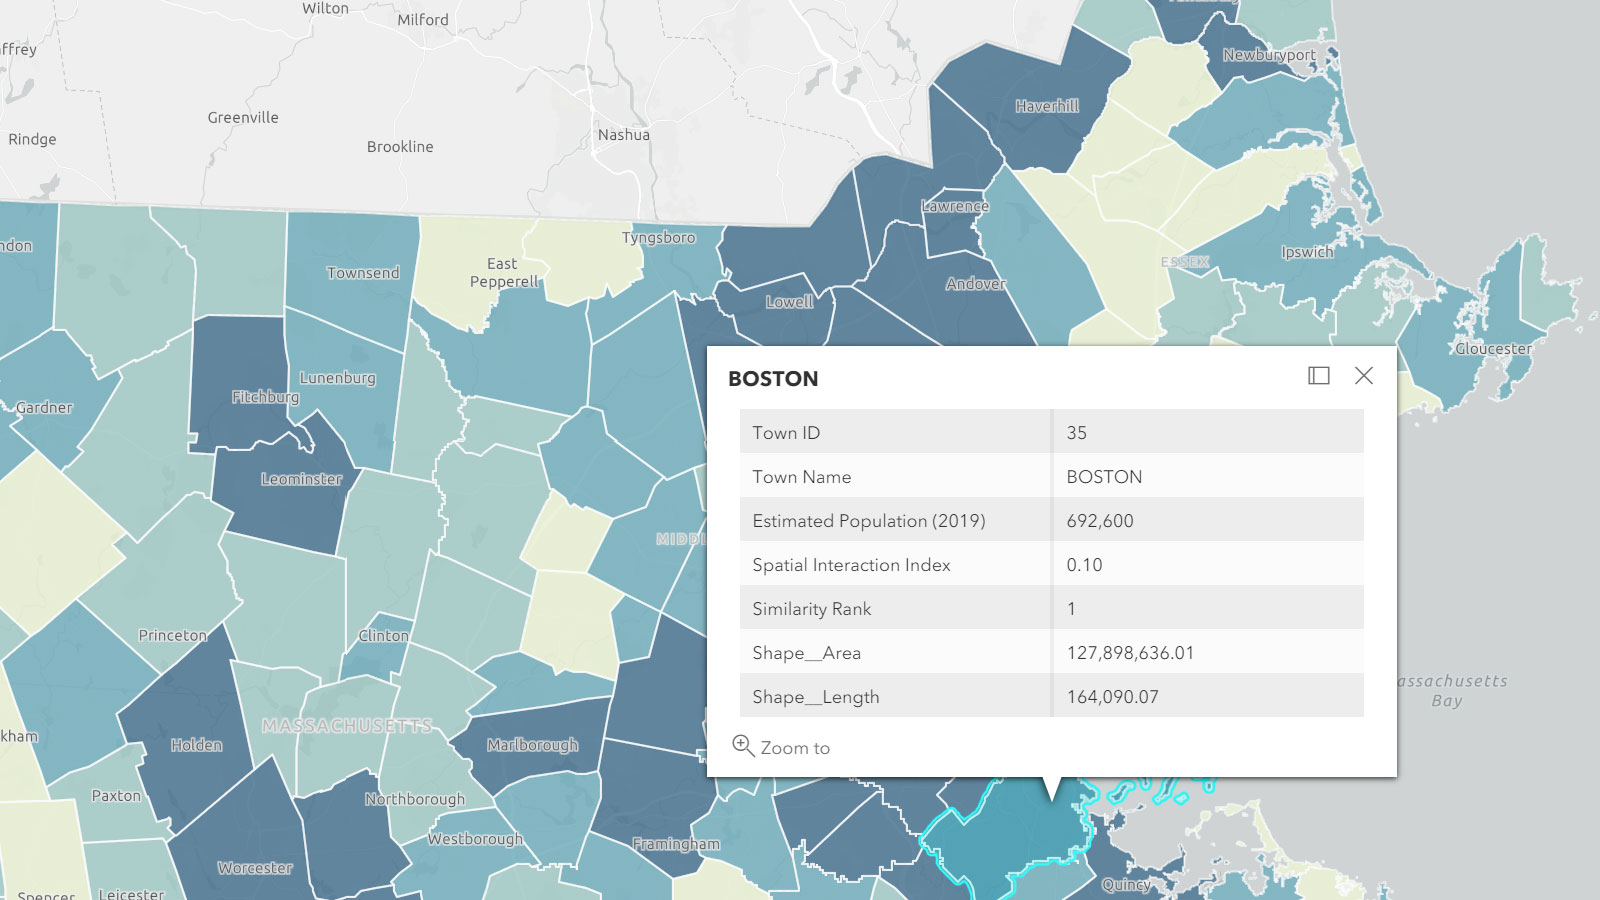 Wilton
Milford
ffrey
Newburyport
Greenville
Haverhill
Rindge
Nashua
Brookline
Lawrence
Tyngsboro
ndon
ESSEX
Ipswich
Townsend
East
Pepperell
Andover
Lowell
Gloucester
Lunenburg
Fitchburg
Gardner
Leominster
MIDDL
BOSTON
Town ID 35
Town Name BOSTON
Estimated Population (2019) 692,600
Spatial Interaction Index 0.10
Similarity Rank 1
Shape__Area 127,898,636.01
Shape__Length 164,090.07
Zoom to
Princeton
Clinton
assachusetts
Bay
MASSACHUSETTS
kham
Holden
Marlborough
Paxton
Northborough
Westborough
Framingham
Worcester
Quincy
Spencer
Leicester